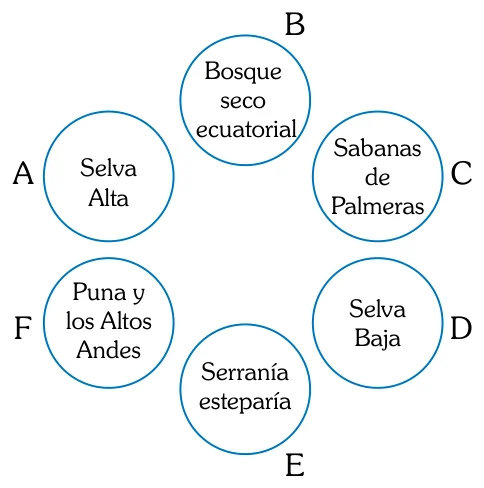 B
Bosque
seco
ecuatorial
A
Selva
Alta
Sabanas
de
Palmeras
C
F
Puna y
los Altos
Andes
Selva
Baja
D
Serranía
esteparía
E